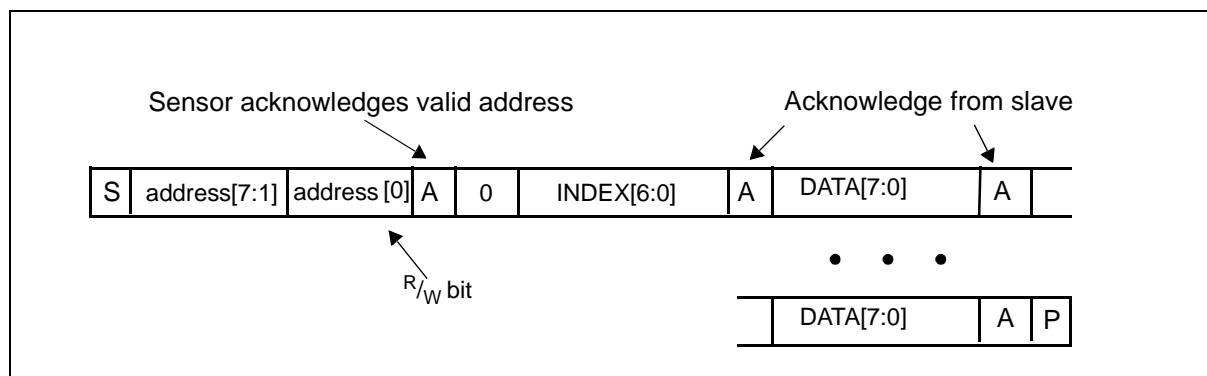 Sensor acknowledges valid address
Acknowledge from slave
S address[7:1] address [0] A 0 INDEX[6:0] A DATA[7:0] A
R/W bit
DATA[7:0] A P